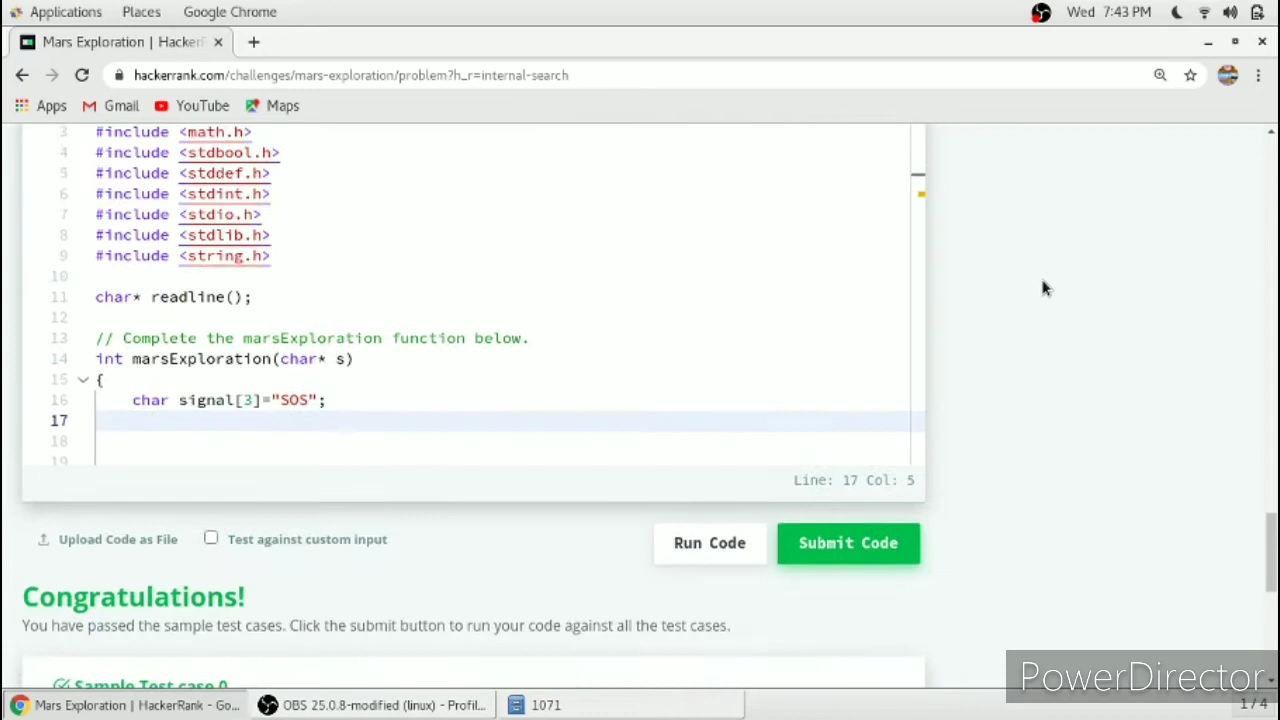 Applications Places Google Chrome Wed 7:43 PM
Mars Exploration | HackerR
hackerrank.com/challenges/mars-exploration/problem?h_r=internal-search
Apps Gmail YouTube Maps
3 #include <math.h>
4 #include <stdbool.h>
5 #include <stddef.h>
6 #include <stdint.h>
7 #include <stdio.h>
8 #include <stdlib.h>
9 #include <string.h>
10
11 char* readline();
12
13 // Complete the marsExploration function below.
14 int marsExploration(char* s)
15 {
16 char signal[3]="SOS";
17
18
19
Line: 17 Col: 5
Upload Code as File Test against custom input Run Code Submit Code
Congratulations!
You have passed the sample test cases. Click the submit button to run your code against all the test cases.
Sample Test case 0
PowerDirector
Mars Exploration | HackerRank - Go... OBS 25.0.8-modified (linux) - Profil... 1071 1 / 4